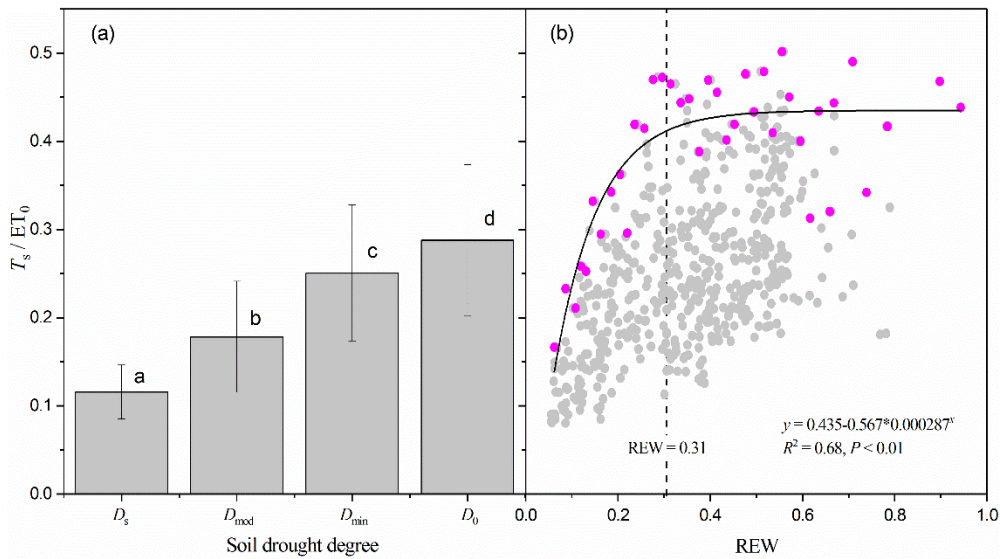 (a)
(b)
0.5
0.4
0.3
0.2
0.1
0.0
Ts / ET0
a
b
c
d
Ds
Dmod
Dmin
D0
Soil drought degree
REW = 0.31
y = 0.435-0.567*0.000287^x
R² = 0.68, P < 0.01
0.0 0.2 0.4 0.6 0.8 1.0
REW